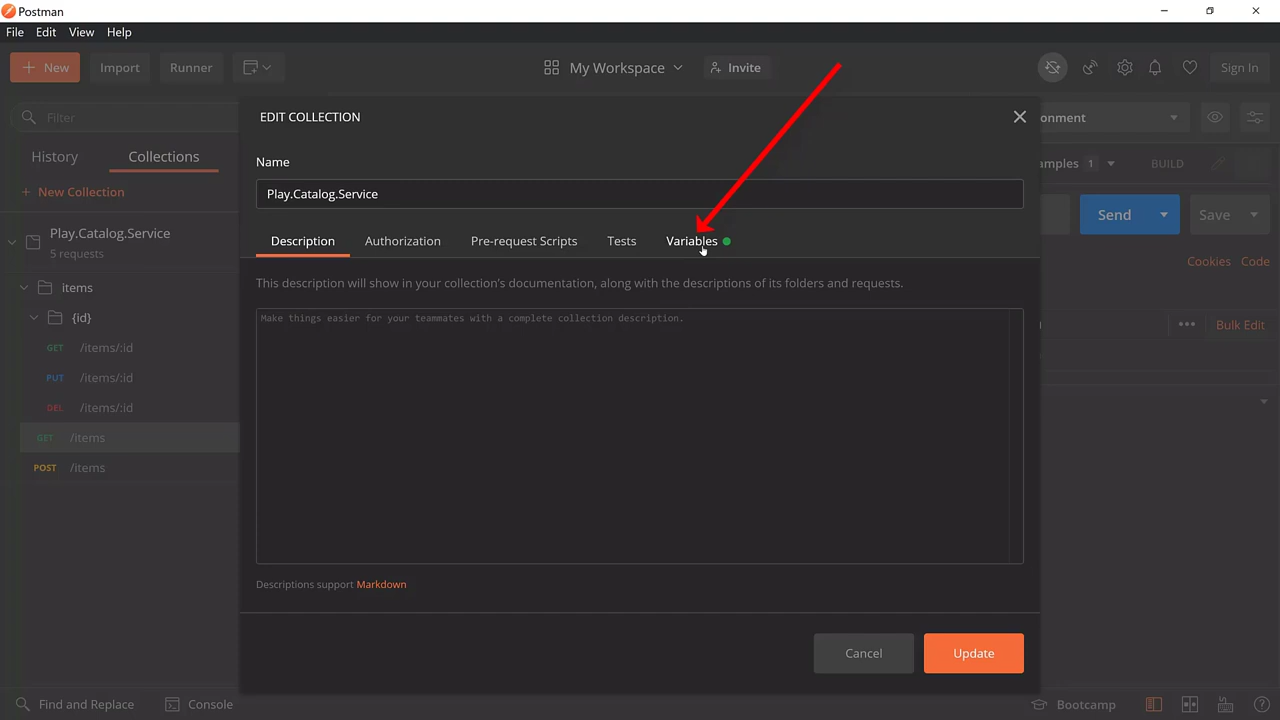 Postman
File Edit View Help
New Import Runner My Workspace Invite Sign In
Filter
History Collections
+ New Collection
Play.Catalog.Service
5 requests
items
{id}
GET /items/:id
PUT /items/:id
DEL /items/:id
GET /items
POST /items
EDIT COLLECTION
Name
Play.Catalog.Service
Description Authorization Pre-request Scripts Tests Variables
This description will show in your collection's documentation, along with the descriptions of its folders and requests.
Make things easier for your teammates with a complete collection description.
Descriptions support Markdown
Cancel Update
onment
amples 1 BUILD
Send Save
Cookies Code
Bulk Edit
Find and Replace Console Bootcamp